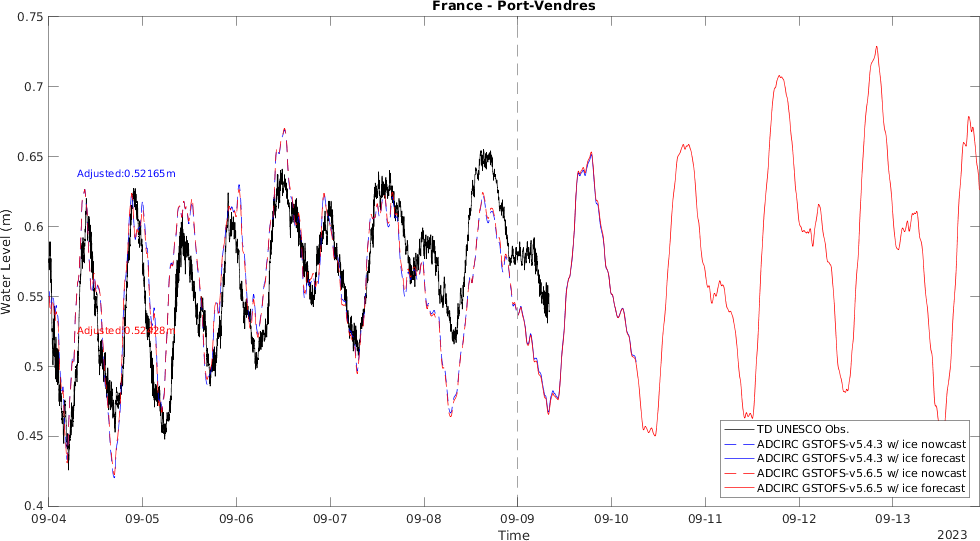 France - Port-Vendres
0.75
0.7
0.65
0.6
0.55
0.5
0.45
0.4
Water Level (m)
Adjusted:0.52165m
09-04
09-05
09-06
09-07
09-08
09-09
09-10
09-11
09-12
09-13
Time
2023
TD UNESCO Obs.
ADCIRC GSTOFS-v5.4.3 w/ ice nowcast
ADCIRC GSTOFS-v5.4.3 w/ ice forecast
ADCIRC GSTOFS-v5.6.5 w/ ice nowcast
ADCIRC GSTOFS-v5.6.5 w/ ice forecast